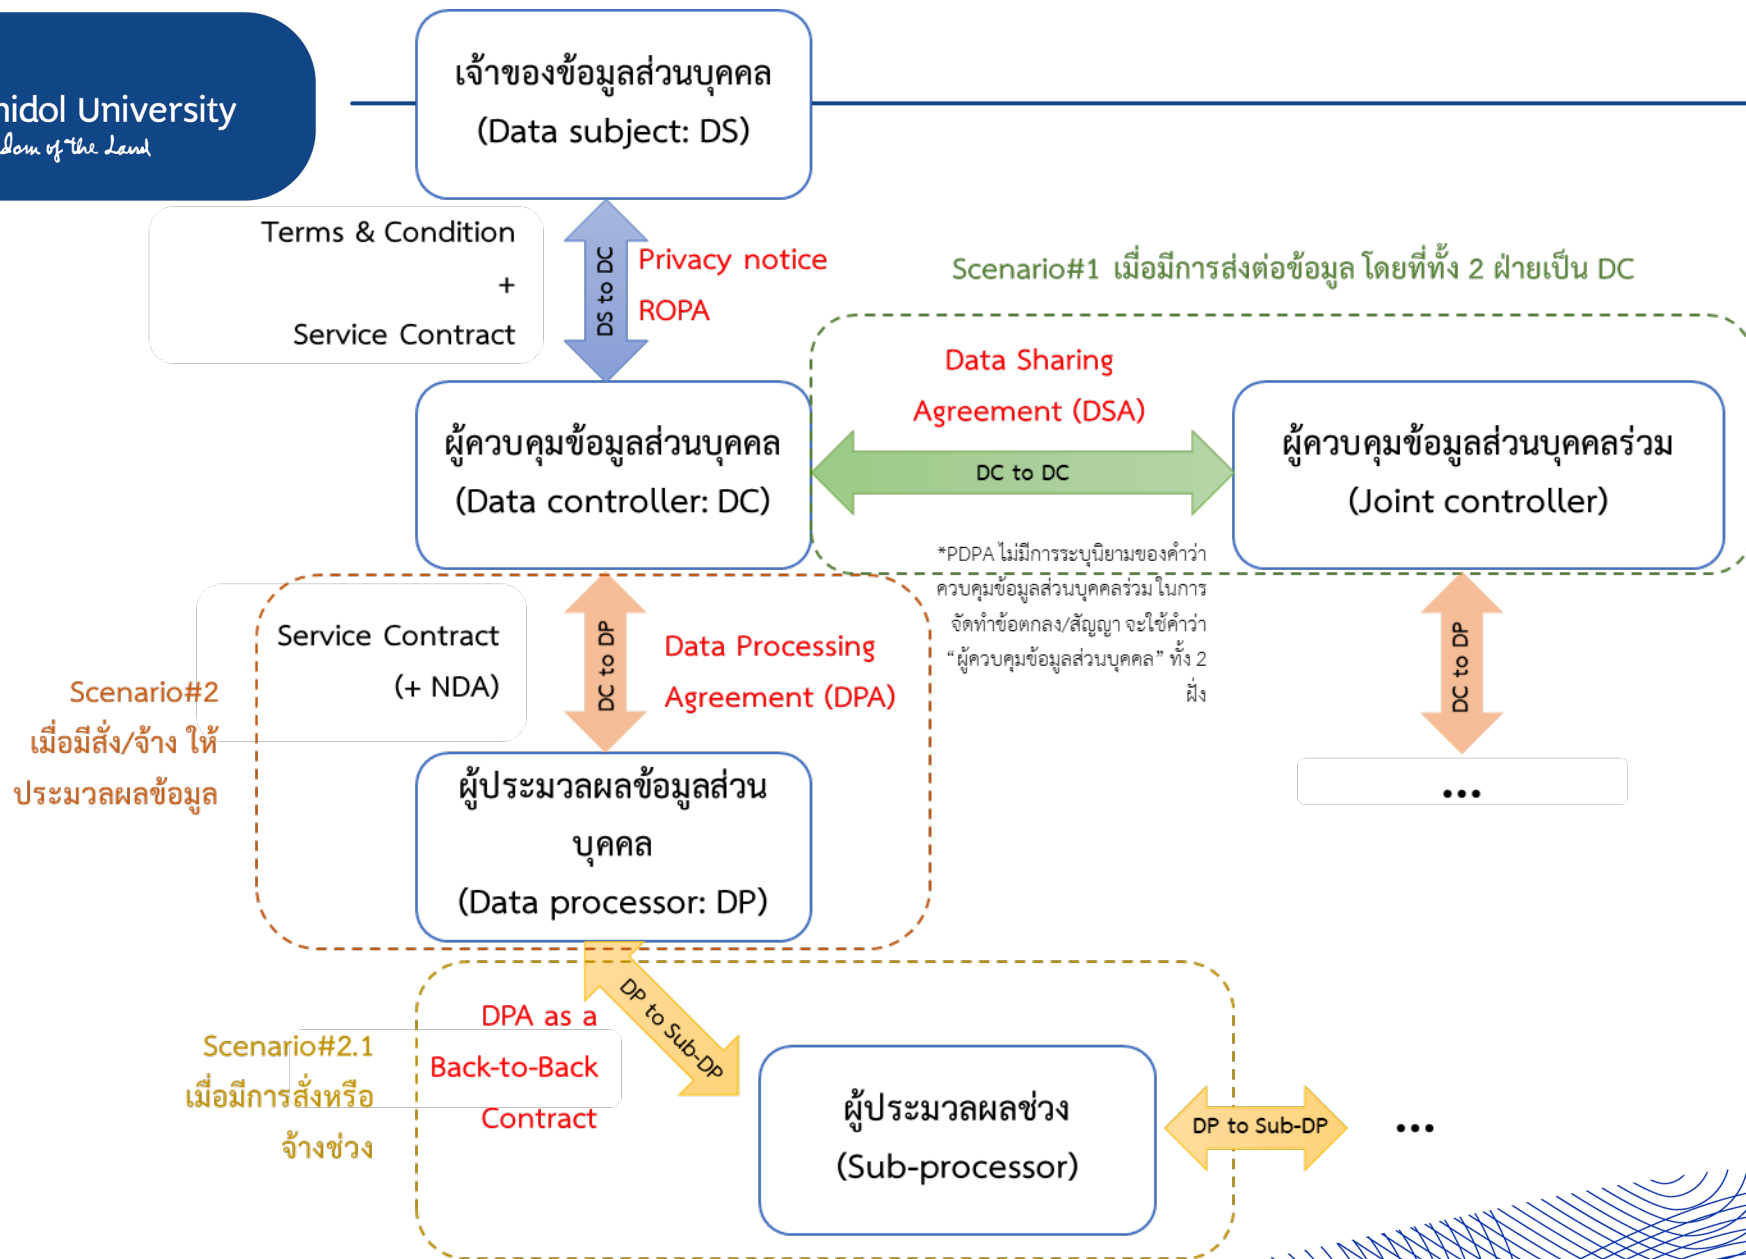 hidol University
dom of the Land
เจ้าของข้อมูลส่วนบุคคล
(Data subject: DS)
Terms & Condition
+
Service Contract
DS to DC
Privacy notice
ROPA
Scenario#1 เมื่อมีการส่งต่อข้อมูล โดยที่ทั้ง 2 ฝ่ายเป็น DC
Data Sharing
Agreement (DSA)
ผู้ควบคุมข้อมูลส่วนบุคคล
(Data controller: DC)
DC to DC
ผู้ควบคุมข้อมูลส่วนบุคคลร่วม
(Joint controller)
*PDPA ไม่มีการระบุนิยามของคำว่า
ควบคุมข้อมูลส่วนบุคคลร่วม ในการ
จัดทำข้อตกลง/สัญญา จะใช้คำว่า
“ผู้ควบคุมข้อมูลส่วนบุคคล” ทั้ง 2
ฝั่ง
Service Contract
(+ NDA)
DC to DP
Data Processing
Agreement (DPA)
DC to DP
...
Scenario#2
เมื่อมีสั่ง/จ้าง ให้
ประมวลผลข้อมูล
ผู้ประมวลผลข้อมูลส่วน
บุคคล
(Data processor: DP)
DP to Sub-DP
DPA as a
Back-to-Back
Contract
Scenario#2.1
เมื่อมีการสั่งหรือ
จ้างช่วง
ผู้ประมวลผลช่วง
(Sub-processor)
DP to Sub-DP
...